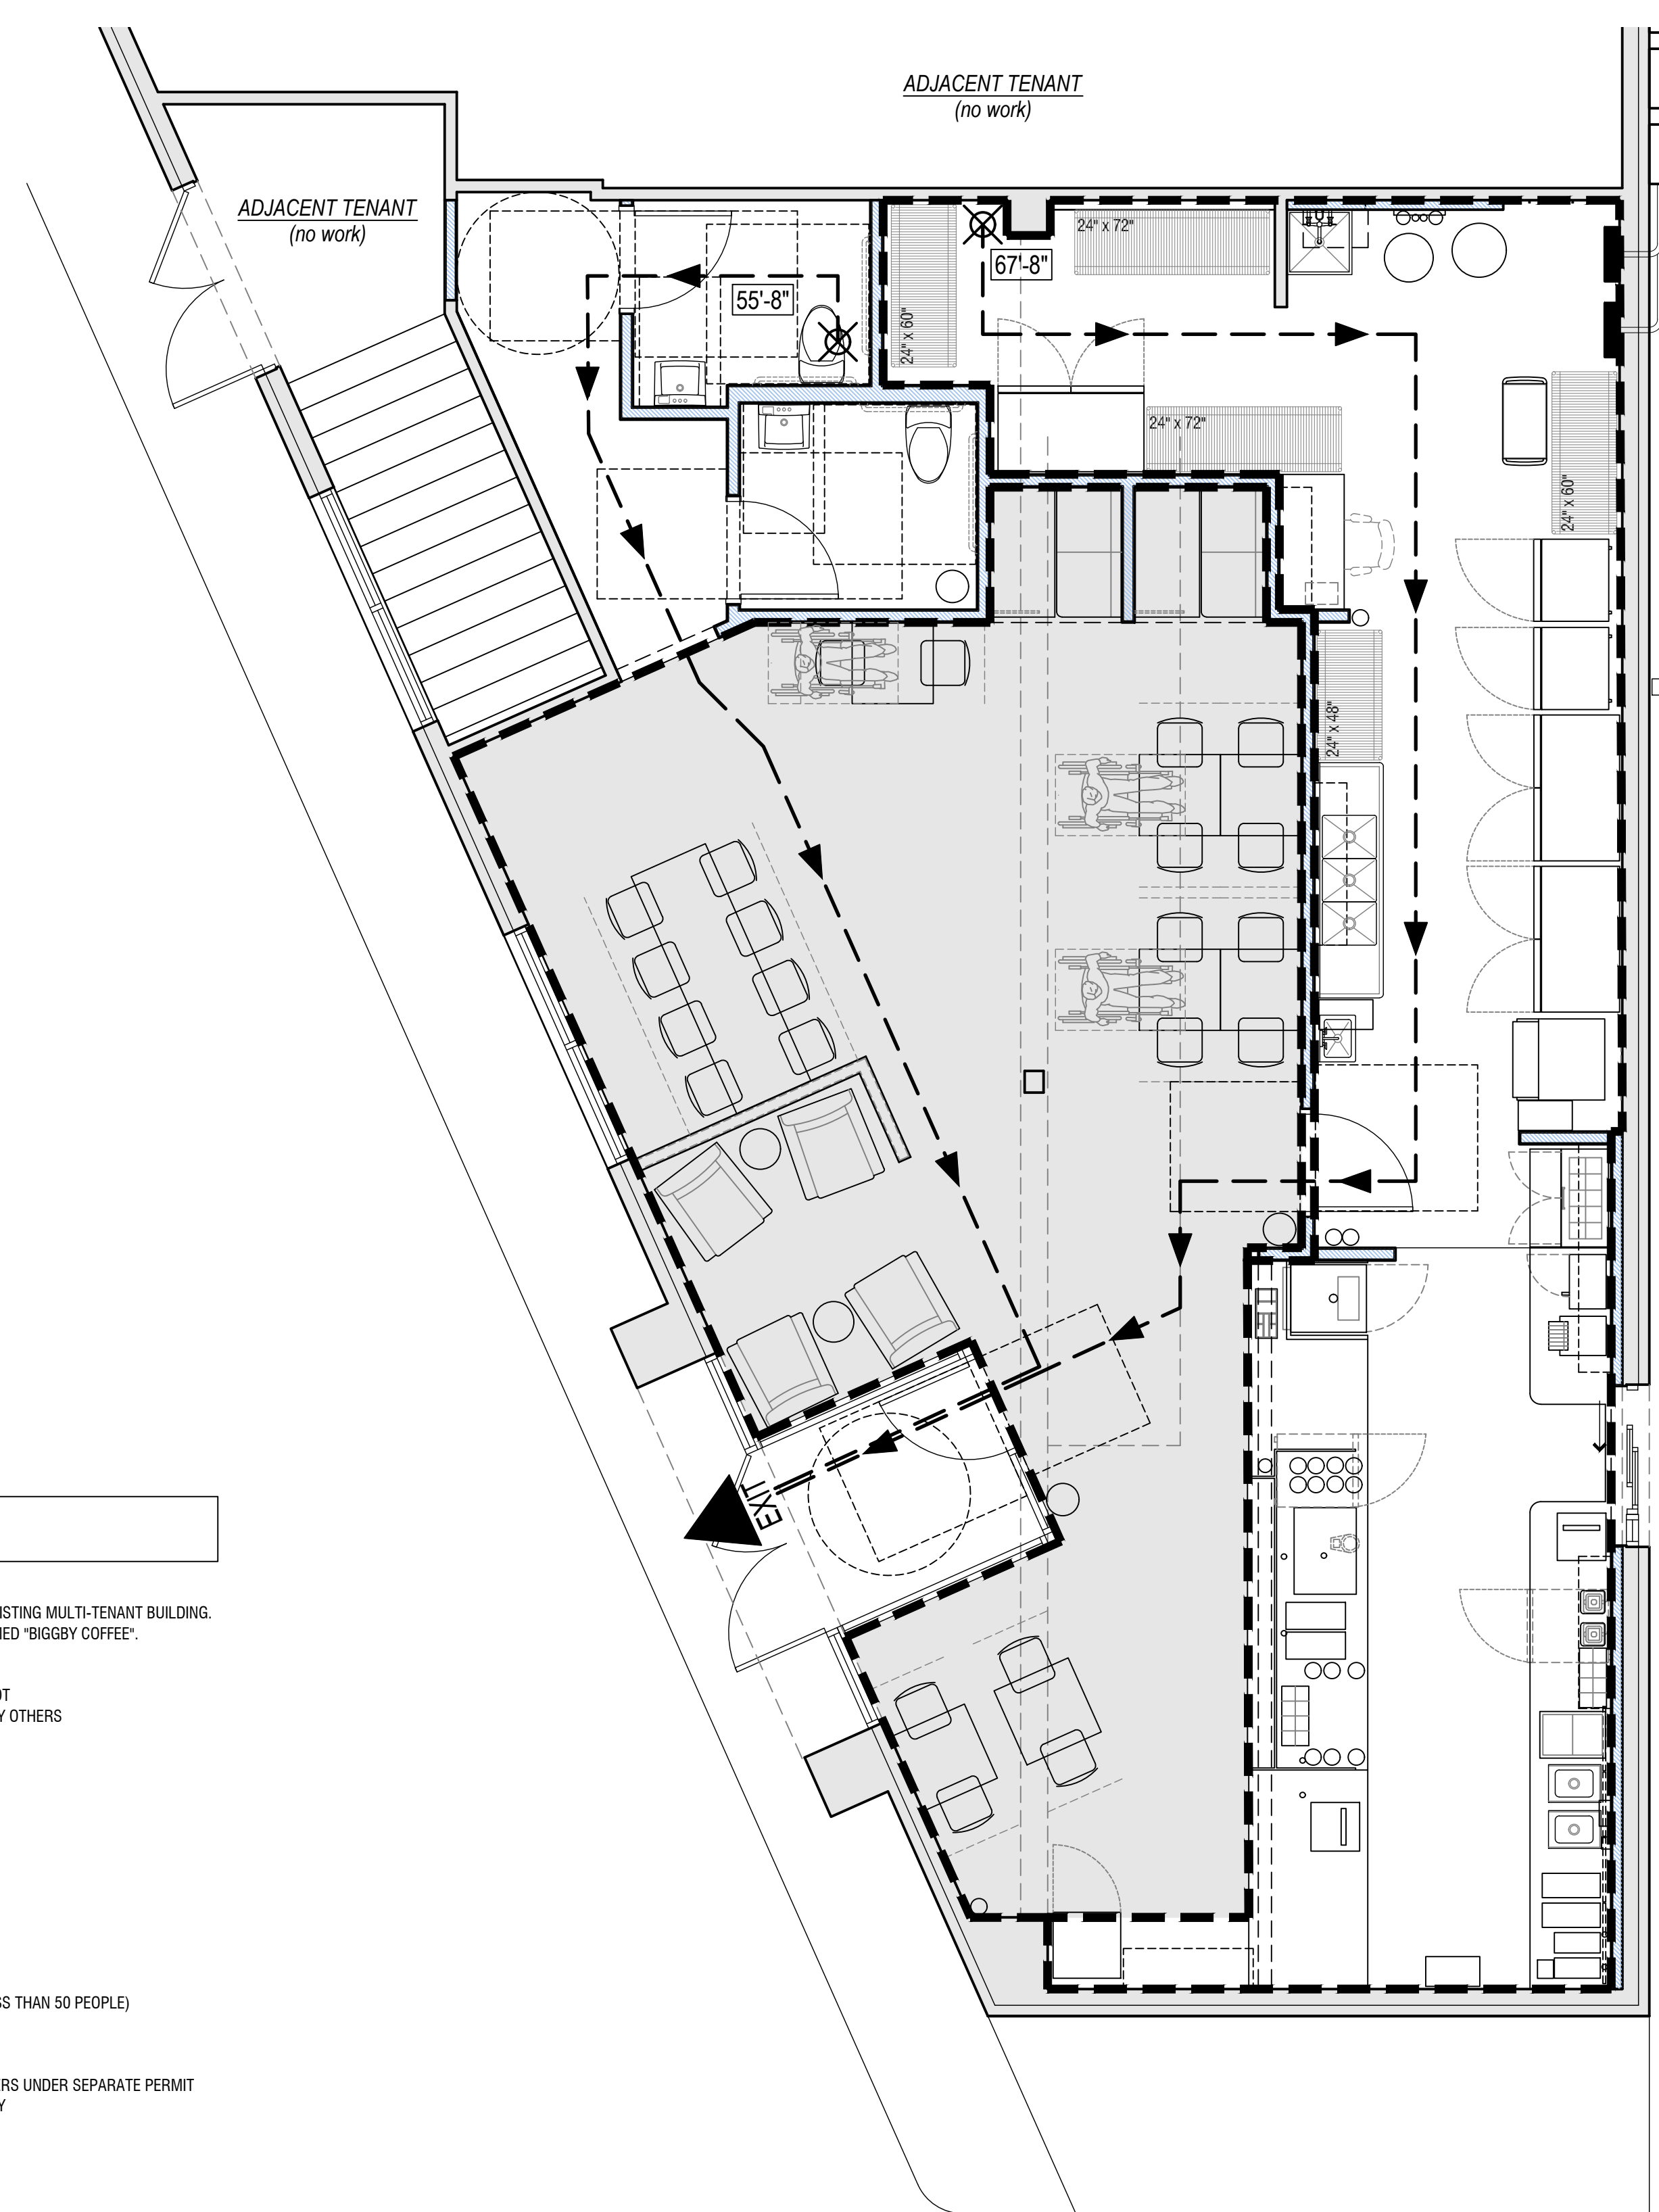 ADJACENT TENANT
(no work)
ADJACENT TENANT
(no work)
24" x 72"
67'-8"
55'-8"
24" x 60"
24" x 72"
24" x 60"
24" x 48"
EXIT
ISTING MULTI-TENANT BUILDING.
ED "BIGGBY COFFEE".
OT
Y OTHERS
SS THAN 50 PEOPLE)
ERS UNDER SEPARATE PERMIT
Y